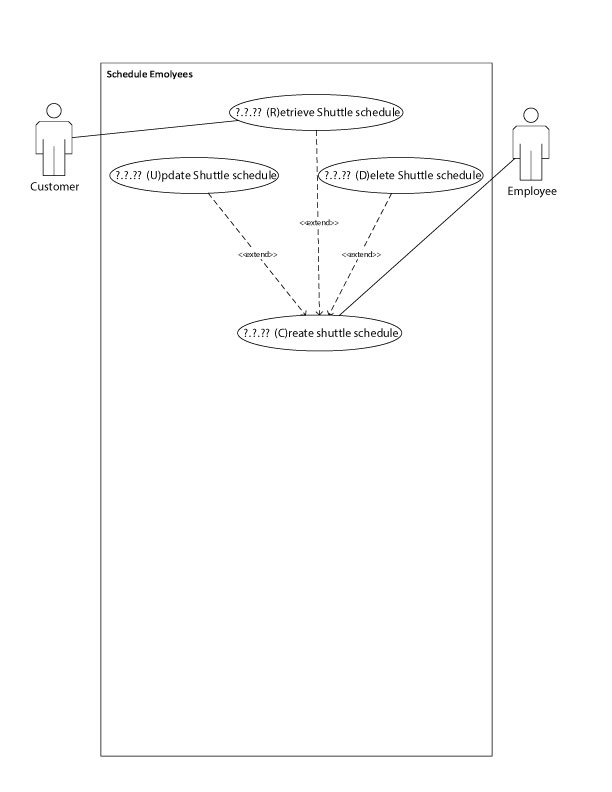 Schedule Emolyees
?.?.?? (R)etrieve Shuttle schedule
Customer
Employee
?.?.?? (U)pdate Shuttle schedule
?.?.?? (D)elete Shuttle schedule
<<extend>>
<<extend>>
<<extend>>
?.?.?? (C)reate shuttle schedule